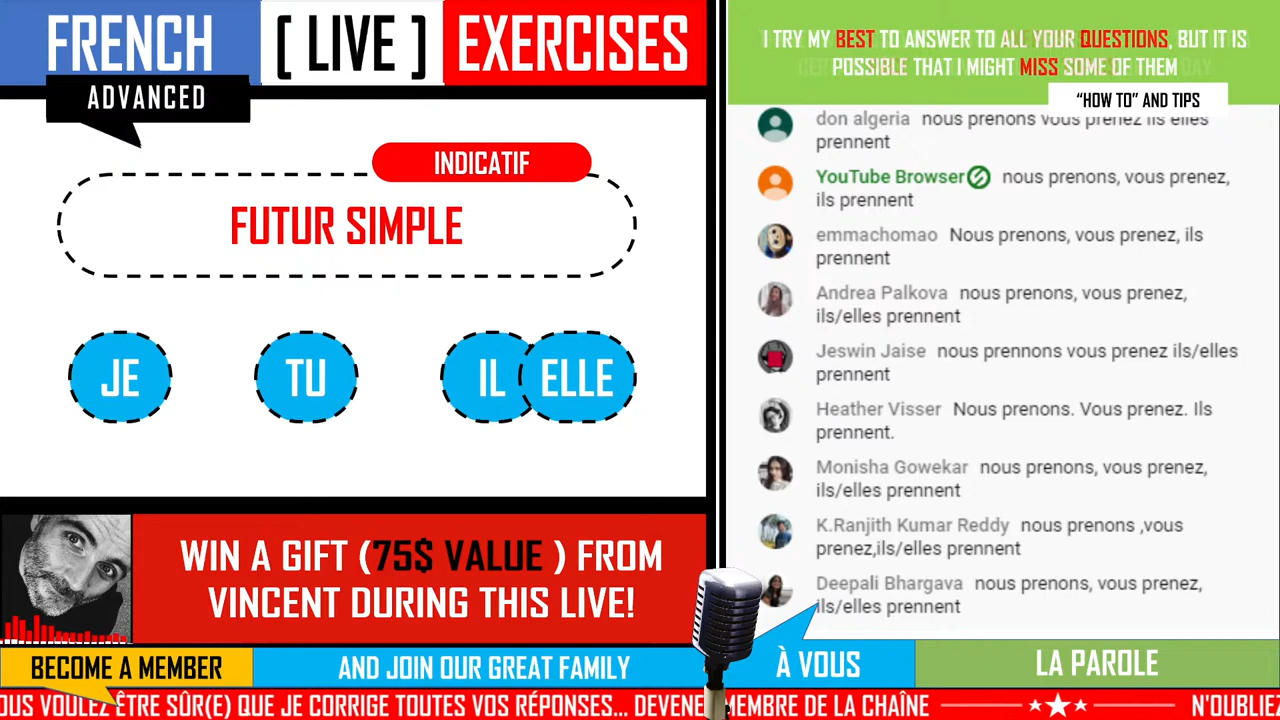 FRENCH [ LIVE ] EXERCISES
ADVANCED
INDICATIF
FUTUR SIMPLE
JE TU IL ELLE
WIN A GIFT (75$ VALUE ) FROM
VINCENT DURING THIS LIVE!
BECOME A MEMBER AND JOIN OUR GREAT FAMILY
I TRY MY BEST TO ANSWER TO ALL YOUR QUESTIONS, BUT IT IS
POSSIBLE THAT I MIGHT MISS SOME OF THEM
“HOW TO” AND TIPS
don algeria nous prenons vous prenez ils elles
prennent
YouTube Browser nous prenons, vous prenez,
ils prennent
emmachomao Nous prenons, vous prenez, ils
prennent
Andrea Palkova nous prenons, vous prenez,
ils/elles prennent
Jeswin Jaise nous prennons vous prenez ils/elles
prennent
Heather Visser Nous prenons. Vous prenez. Ils
prennent.
Monisha Gowekar nous prenons, vous prenez,
ils/elles prennent
K.Ranjith Kumar Reddy nous prenons ,vous
prenez,ils/elles prennent
Deepali Bhargava nous prenons, vous prenez,
ils/elles prennent
À VOUS LA PAROLE
OUS VOULEZ ÊTRE SÛR(E) QUE JE CORRIGE TOUTES VOS RÉPONSES... DEVENE MEMBRE DE LA CHAÎNE N'OUBLIEZ